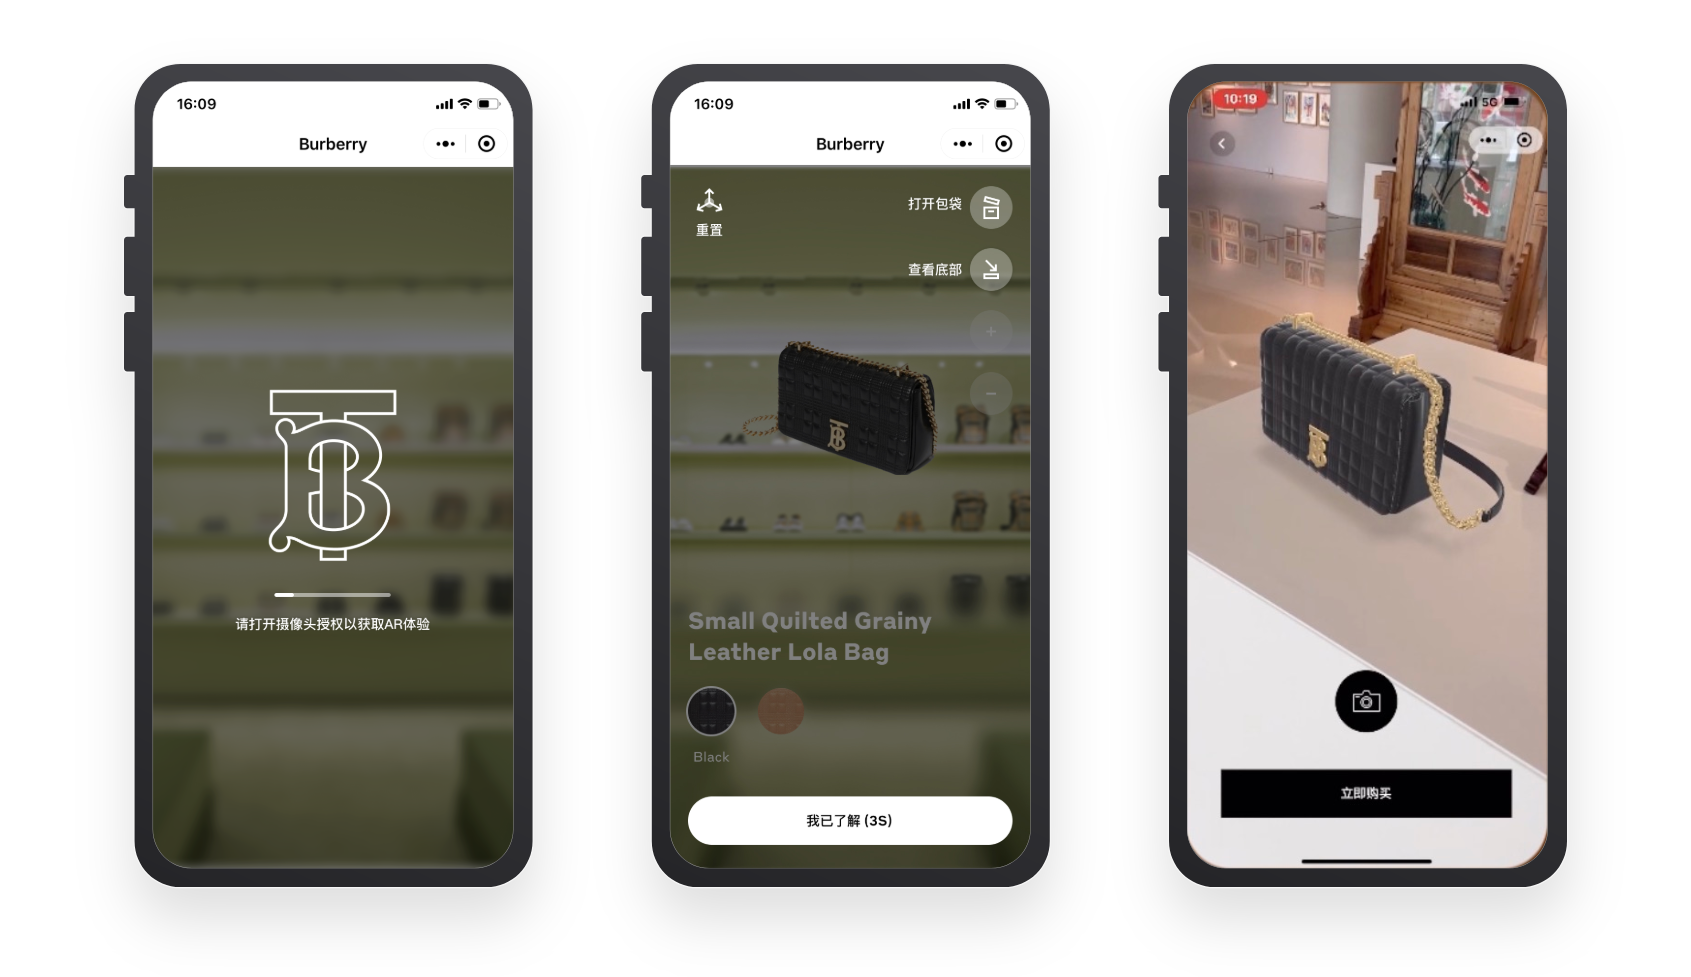 16:09
Burberry
请打开摄像头授权以获取AR体验
16:09
Burberry
重置
打开包袋
查看底部
Small Quilted Grainy
Leather Lola Bag
Black
我已了解 (3S)
10:19
5G
立即购买